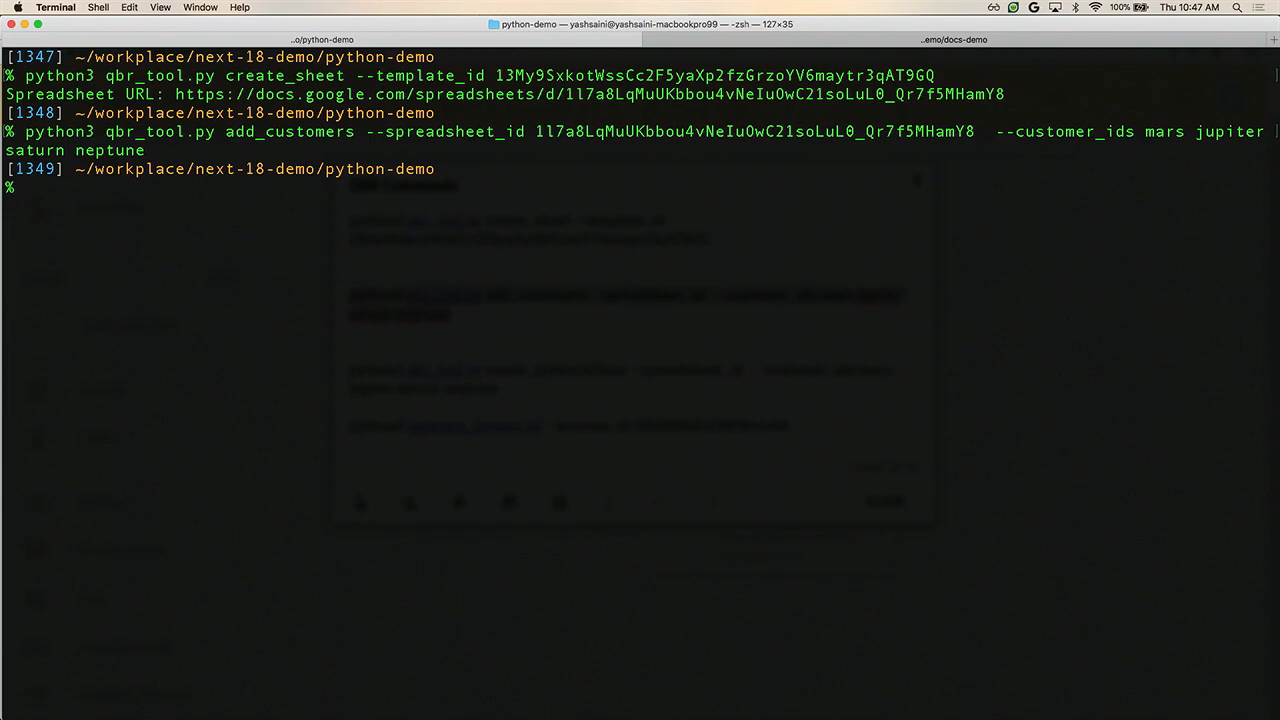 Terminal Shell Edit View Window Help 100% Thu 10:47 AM
python-demo — yashsaini@yashsaini-macbookpro99 — -zsh — 127×35
..o/python-demo ..emo/docs-demo
[1347] ~/workplace/next-18-demo/python-demo
% python3 qbr_tool.py create_sheet --template_id 13My9SxkotWssCc2F5yaXp2fzGrzoYV6maytr3qAT9GQ
Spreadsheet URL: https://docs.google.com/spreadsheets/d/1l7a8LqMuUKbbou4vNeIuOwC21soLuL0_Qr7f5MHamY8
[1348] ~/workplace/next-18-demo/python-demo
% python3 qbr_tool.py add_customers --spreadsheet_id 1l7a8LqMuUKbbou4vNeIuOwC21soLuL0_Qr7f5MHamY8  --customer_ids mars jupiter
saturn neptune
[1349] ~/workplace/next-18-demo/python-demo
%